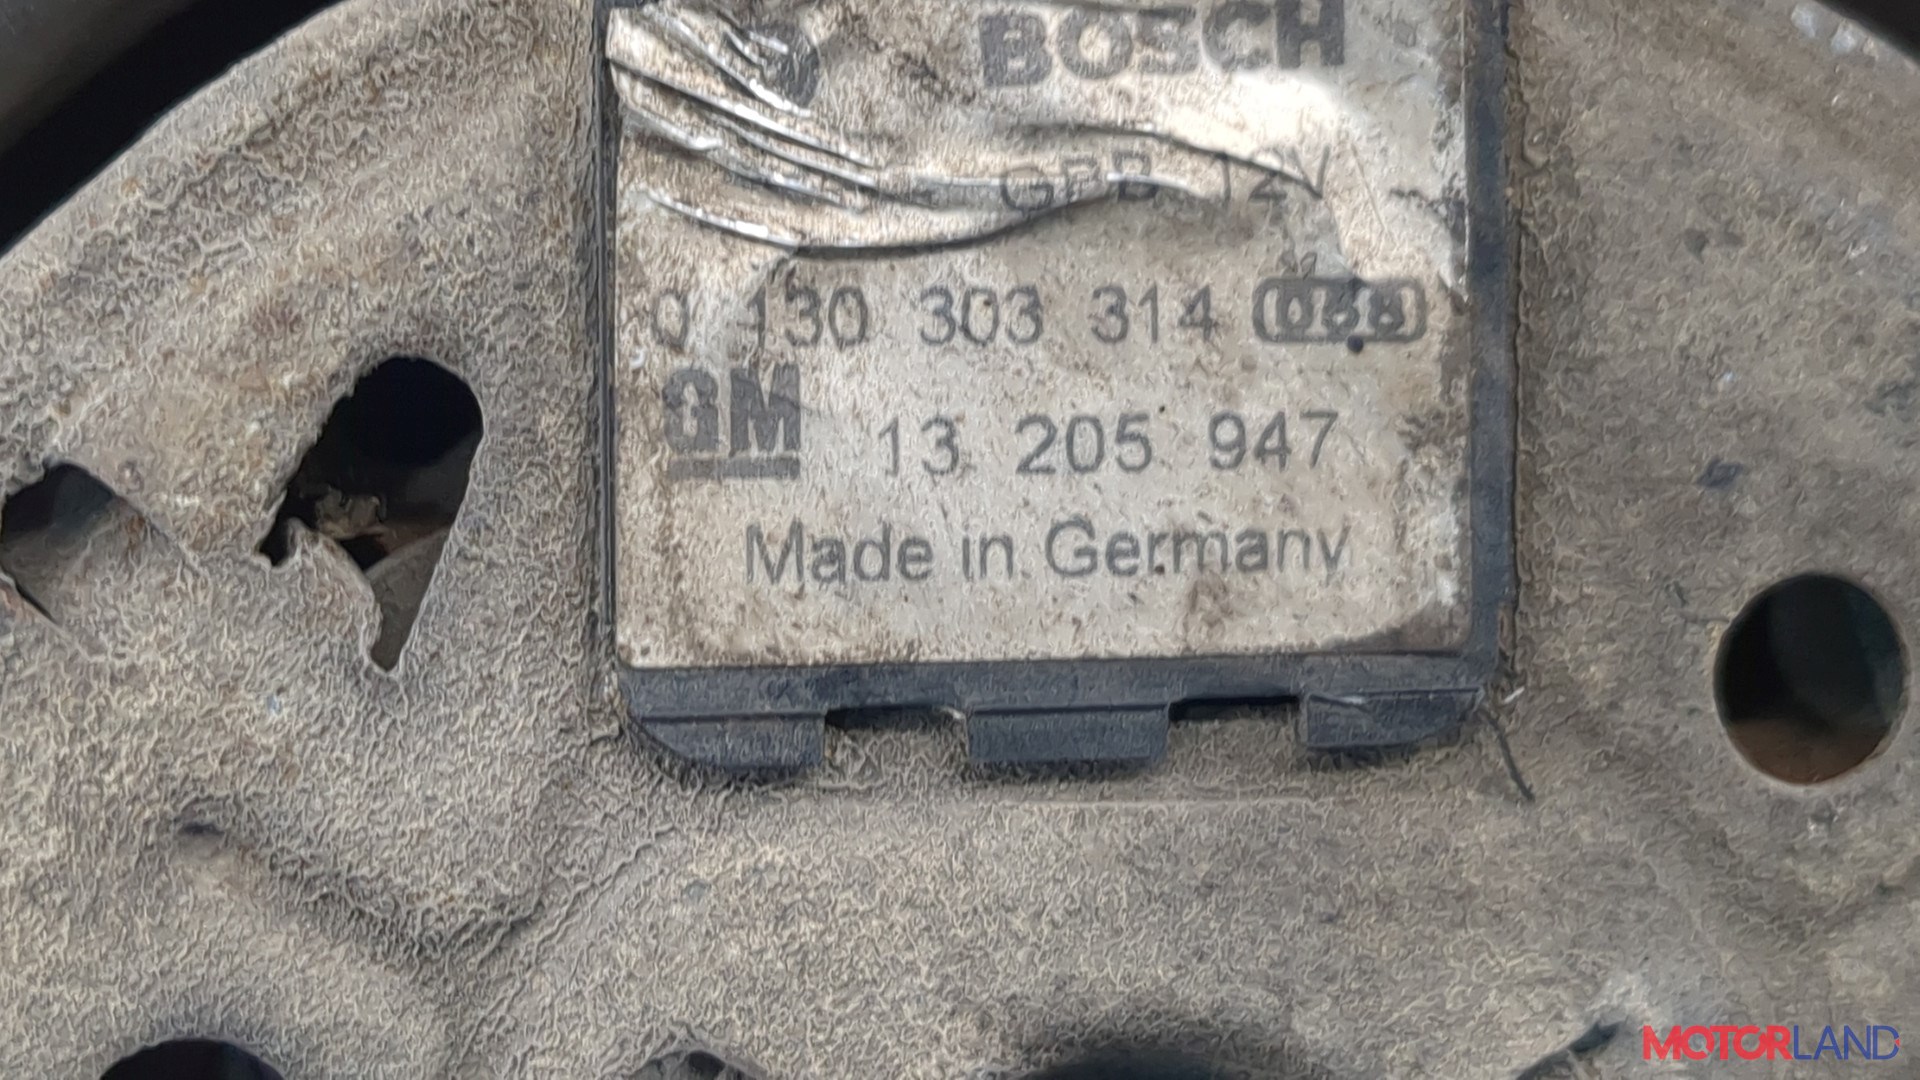 BOSCH
GPB 12V
0 130 303 314
GM 13 205 947
Made in Germany
MOTORLAND